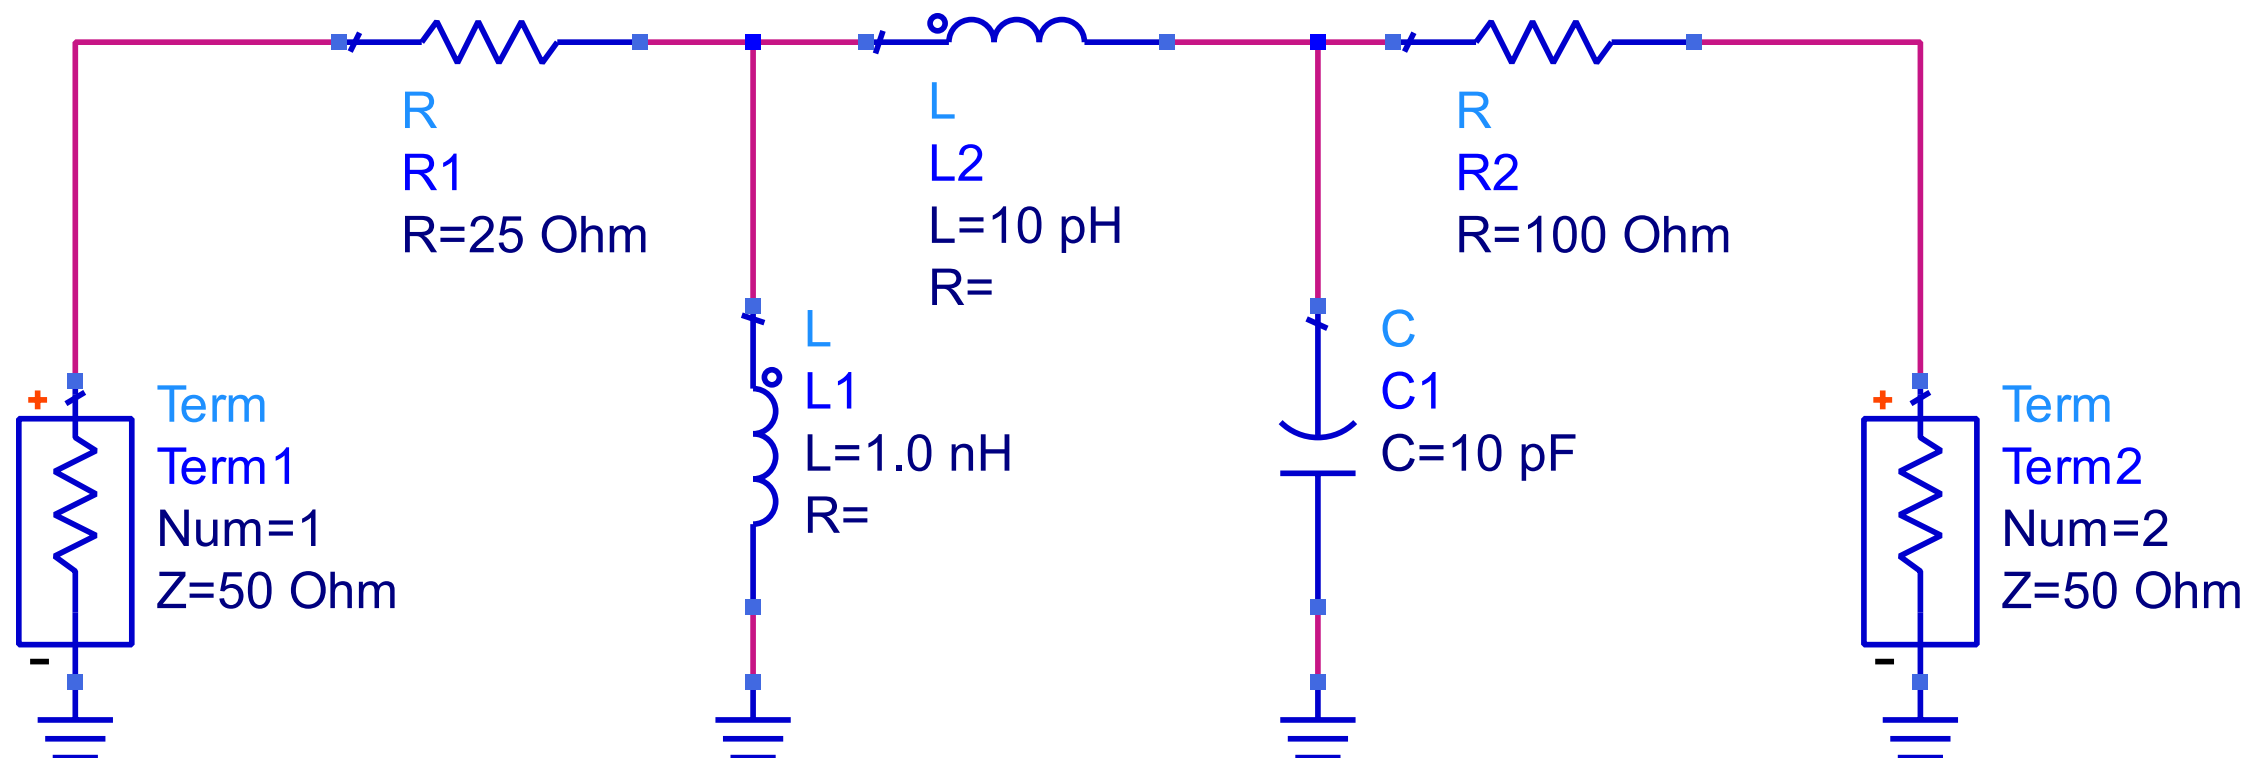 R
R1
R=25 Ohm
L
L2
L=10 pH
R=
R
R2
R=100 Ohm
L
L1
L=1.0 nH
R=
C
C1
C=10 pF
+
Term
Term1
Num=1
Z=50 Ohm
-
+
Term
Term2
Num=2
Z=50 Ohm
-